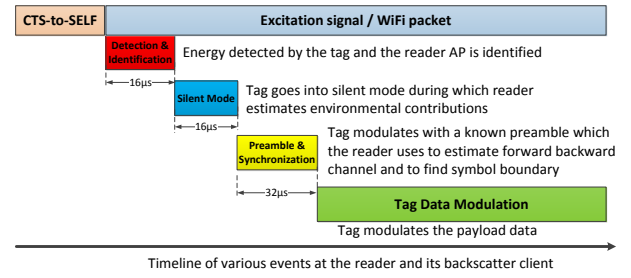 CTS-to-SELF
Excitation signal / WiFi packet
Detection &
Identification
Energy detected by the tag and the reader AP is identified
16µs
Silent Mode
Tag goes into silent mode during which reader
estimates environmental contributions
16µs
Preamble &
Synchronization
Tag modulates with a known preamble which
the reader uses to estimate forward backward
channel and to find symbol boundary
32µs
Tag Data Modulation
Tag modulates the payload data
Timeline of various events at the reader and its backscatter client